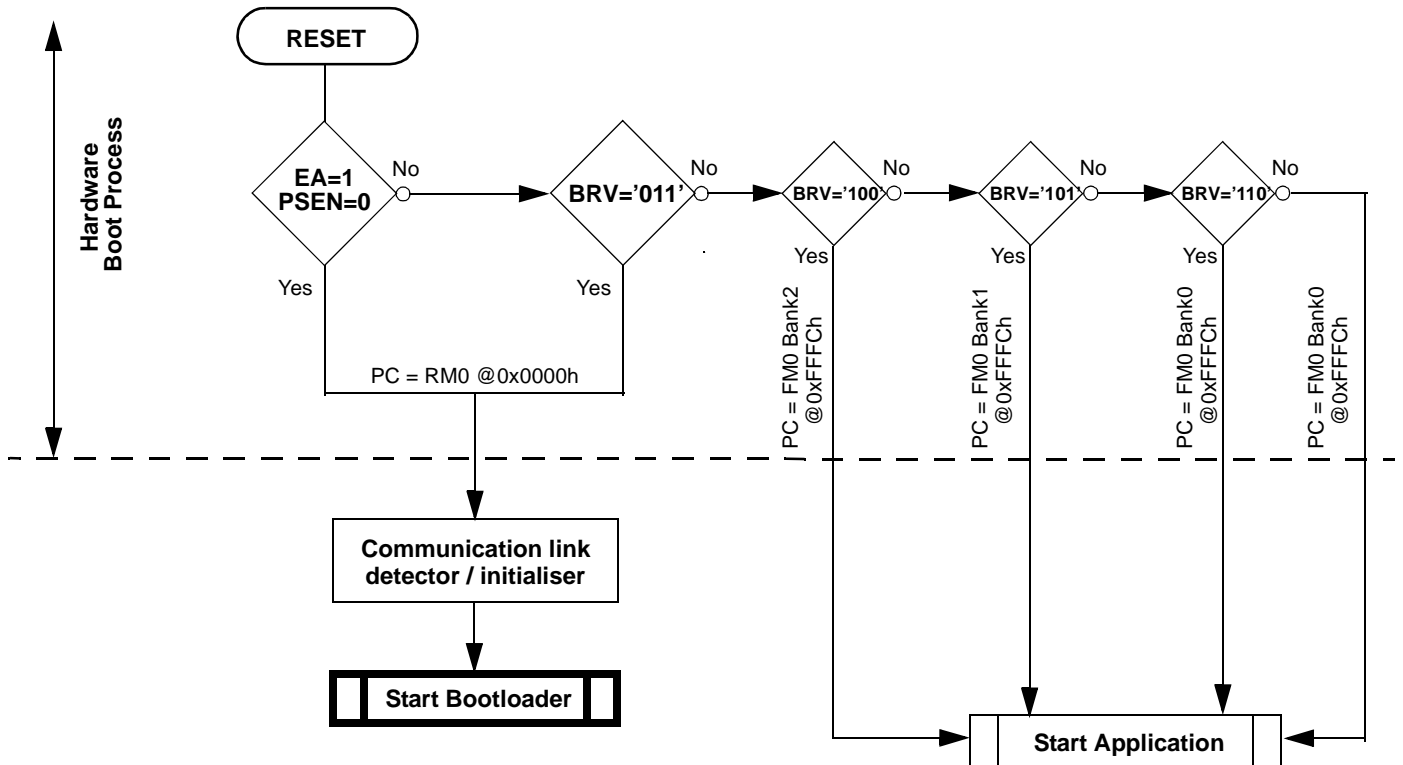 RESET
Hardware
Boot Process
EA=1
PSEN=0
No
BRV='011'
No
BRV='100'
No
BRV='101'
No
BRV='110'
No
Yes
Yes
Yes
Yes
Yes
PC = RM0 @0x0000h
PC = FM0 Bank2
@0xFFFCh
PC = FM0 Bank1
@0xFFFCh
PC = FM0 Bank0
@0xFFFCh
PC = FM0 Bank0
@0xFFFCh
Communication link
detector / initialiser
Start Bootloader
Start Application